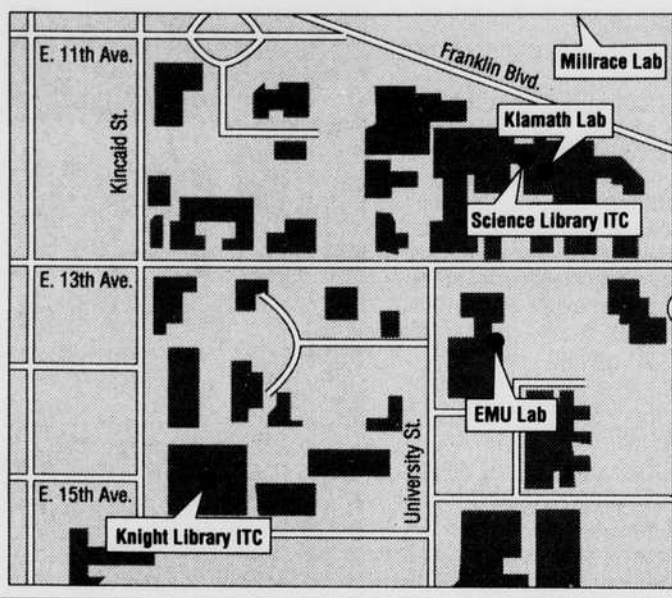 E. 11th Ave.
Franklin Blvd.
Millrace Lab
Klamath Lab
Kincaid St.
Science Library ITC
E. 13th Ave.
EMU Lab
University St.
E. 15th Ave.
Knight Library ITC